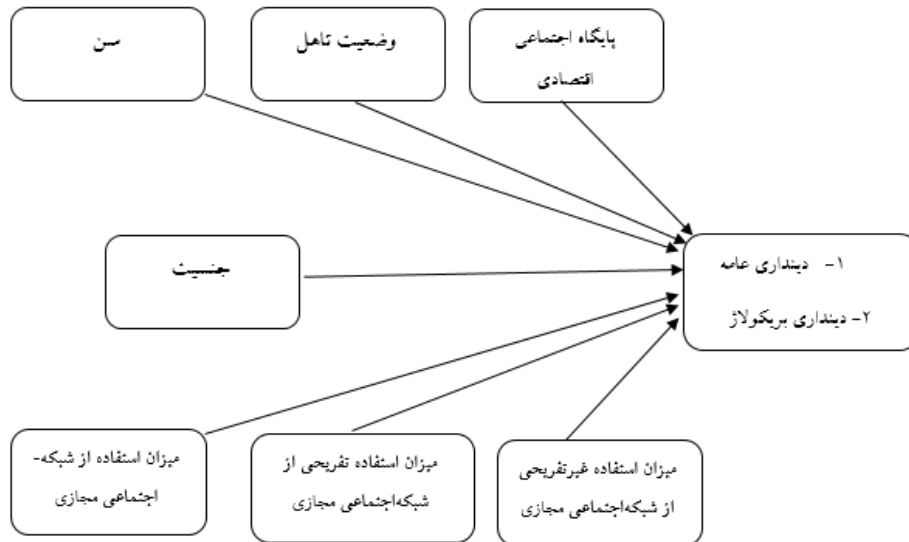 پایگاه اجتماعی
اقتصادی
وضعیت تاهل
سن
جنسیت
۱- دینداری عامه
۲- دینداری بریکولاژ
میزان استفاده غیرتفریحی
از شبکه‌اجتماعی مجازی
میزان استفاده تفریحی از
شبکه‌اجتماعی مجازی
میزان استفاده از شبکه-
اجتماعی مجازی